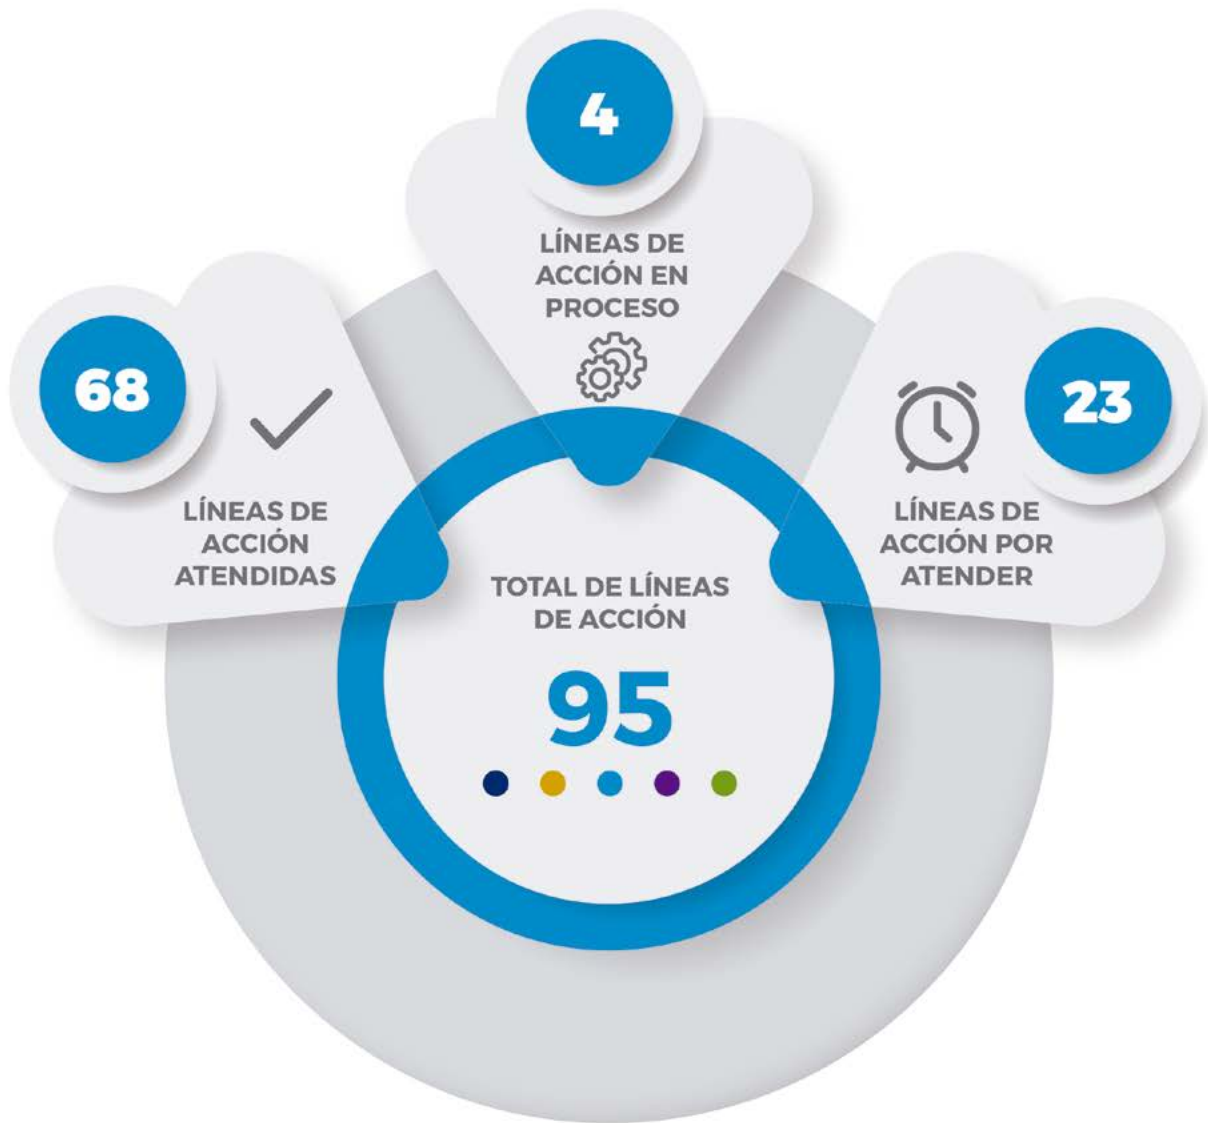 4
LÍNEAS DE
ACCIÓN EN
PROCESO
68
LÍNEAS DE
ACCIÓN
ATENDIDAS
23
LÍNEAS DE
ACCIÓN POR
ATENDER
TOTAL DE LÍNEAS
DE ACCIÓN
95